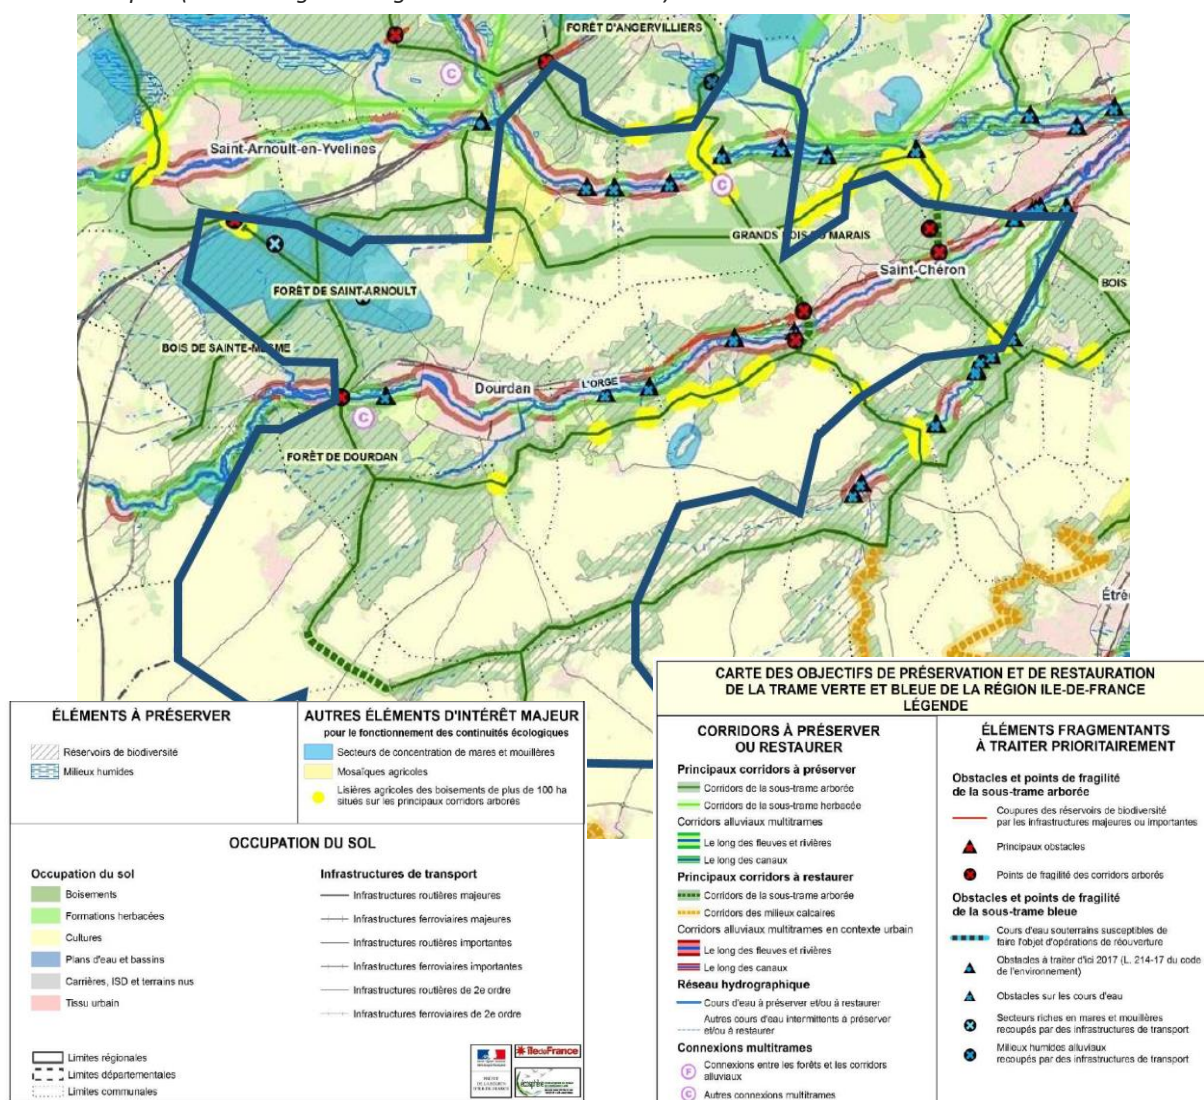 FORÊT D'ANGERVILLIERS
C
Saint-Arnoult-en-Yvelines
C
GRANDS BOIS DU MARAIS
Saint-Chéron
FORÊT DE SAINT-ARNOULT
BOIS
BOIS DE SAINTE-MESME
Dourdan
L'ORGE
C
FORÊT DE DOURDAN
Étré
ÉLÉMENTS À PRÉSERVER
Réservoirs de biodiversité
Milieux humides
AUTRES ÉLÉMENTS D'INTÉRÊT MAJEUR
pour le fonctionnement des continuités écologiques
Secteurs de concentration de mares et mouillères
Mosaïques agricoles
Lisières agricoles des boisements de plus de 100 ha
situés sur les principaux corridors arborés
OCCUPATION DU SOL
Occupation du sol
Boisements
Formations herbacées
Cultures
Plans d'eau et bassins
Carrières, ISD et terrains nus
Tissu urbain
Infrastructures de transport
Infrastructures routières majeures
Infrastructures ferroviaires majeures
Infrastructures routières importantes
Infrastructures ferroviaires importantes
Infrastructures routières de 2e ordre
Infrastructures ferroviaires de 2e ordre
Limites régionales
Limites départementales
Limites communales
îledeFrance
CARTE DES OBJECTIFS DE PRÉSERVATION ET DE RESTAURATION
DE LA TRAME VERTE ET BLEUE DE LA RÉGION ILE-DE-FRANCE
LÉGENDE
CORRIDORS À PRÉSERVER
OU RESTAURER
Principaux corridors à préserver
Corridors de la sous-trame arborée
Corridors de la sous-trame herbacée
Corridors alluviaux multitrames
Le long des fleuves et rivières
Le long des canaux
Principaux corridors à restaurer
Corridors de la sous-trame arborée
Corridors des milieux calcaires
Corridors alluviaux multitrames en contexte urbain
Le long des fleuves et rivières
Le long des canaux
Réseau hydrographique
Cours d'eau à préserver et/ou à restaurer
Autres cours d'eau intermittents à préserver
et/ou à restaurer
Connexions multitrames
F
Connexions entre les forêts et les corridors
alluviaux
C
Autres connexions multitrames
ÉLÉMENTS FRAGMENTANTS
À TRAITER PRIORITAIREMENT
Obstacles et points de fragilité
de la sous-trame arborée
Coupures des réservoirs de biodiversité
par les infrastructures majeures ou importantes
Principaux obstacles
Points de fragilité des corridors arborés
Obstacles et points de fragilité
de la sous-trame bleue
Cours d'eau souterrains susceptibles de
faire l'objet d'opérations de réouverture
Obstacles à traiter d'ici 2017 (L. 214-17 du code
de l'environnement)
Obstacles sur les cours d'eau
Secteurs riches en mares et mouillères
recoupés par des infrastructures de transport
Milieux humides alluviaux
recoupés par des infrastructures de transport